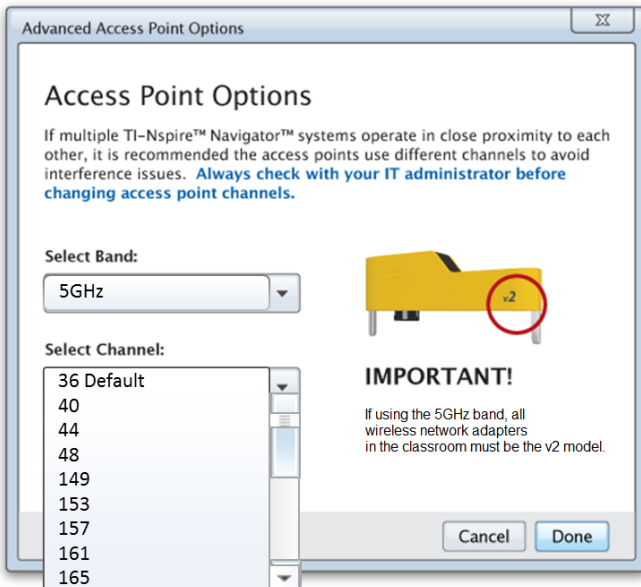 Advanced Access Point Options
Access Point Options
If multiple TI-Nspire™ Navigator™ systems operate in close proximity to each
other, it is recommended the access points use different channels to avoid
interference issues. Always check with your IT administrator before
changing access point channels.
Select Band:
5GHz
Select Channel:
36 Default
40
44
48
149
153
157
161
165
v2
IMPORTANT!
If using the 5GHz band, all
wireless network adapters
in the classroom must be the v2 model.
Cancel
Done